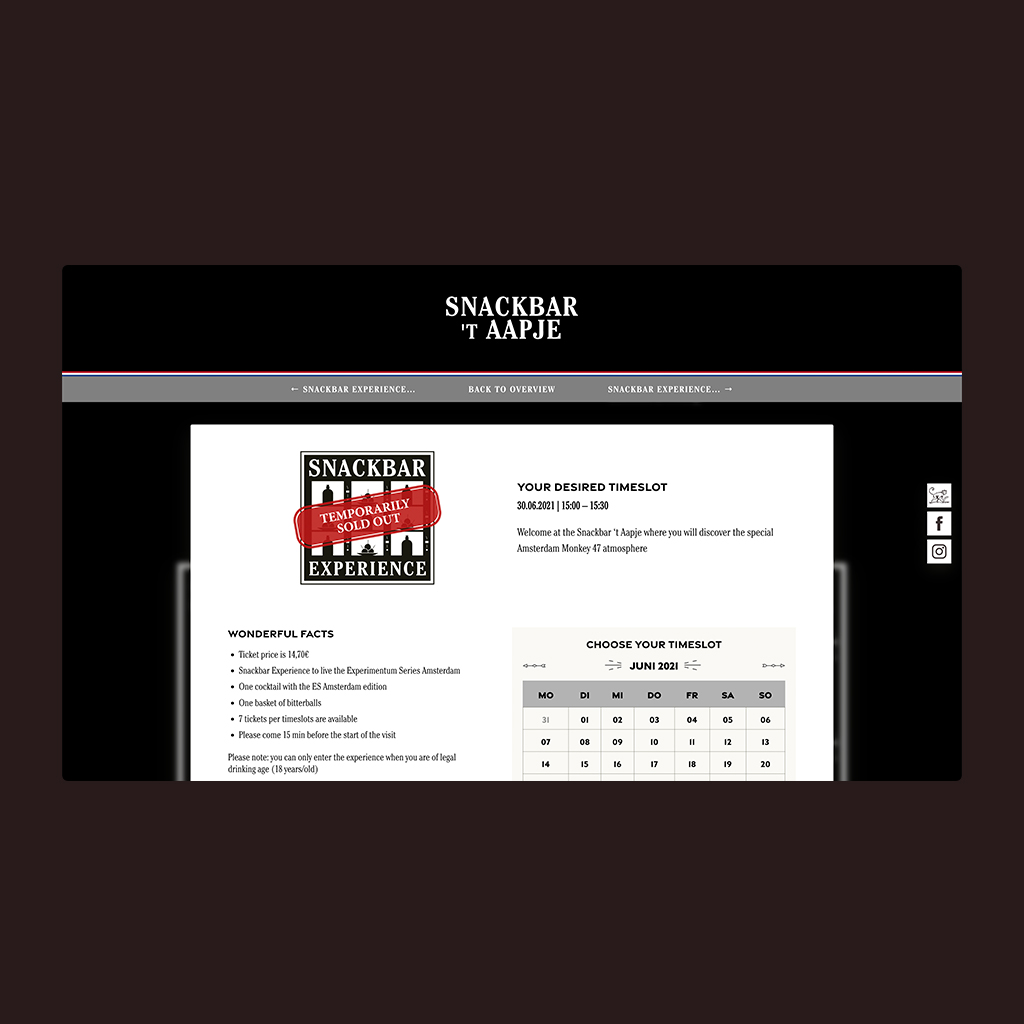 SNACKBAR
'T AAPJE
← SNACKBAR EXPERIENCE...
BACK TO OVERVIEW
SNACKBAR EXPERIENCE... →
SNACKBAR
TEMPORARILY
SOLD OUT
EXPERIENCE
YOUR DESIRED TIMESLOT
30.06.2021 | 15:00 – 15:30
Welcome at the Snackbar 't Aapje where you will discover the special
Amsterdam Monkey 47 atmosphere
WONDERFUL FACTS
• Ticket price is 14,70€
• Snackbar Experience to live the Experimentum Series Amsterdam
• One cocktail with the ES Amsterdam edition
• One basket of bitterballs
• 7 tickets per timeslots are available
• Please come 15 min before the start of the visit
Please note: you can only enter the experience when you are of legal
drinking age (18 years/old)
CHOOSE YOUR TIMESLOT
JUNI 2021
MO DI MI DO FR SA SO
31 01 02 03 04 05 06
07 08 09 10 11 12 13
14 15 16 17 18 19 20